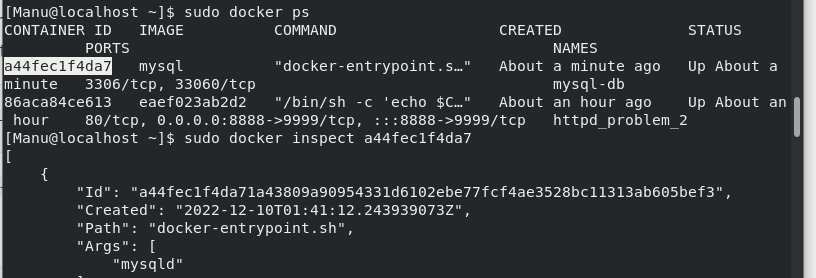 [Manu@localhost ~]$ sudo docker ps
CONTAINER ID   IMAGE          COMMAND                  CREATED              STATUS
         PORTS                                               NAMES
a44fec1f4da7   mysql          "docker-entrypoint.s…"   About a minute ago   Up About a
minute   3306/tcp, 33060/tcp                                 mysql-db
86aca84ce613   eaef023ab2d2   "/bin/sh -c 'echo $C…"   About an hour ago    Up About an
 hour    80/tcp, 0.0.0.0:8888->9999/tcp, :::8888->9999/tcp   httpd_problem_2
[Manu@localhost ~]$ sudo docker inspect a44fec1f4da7
[
    {
        "Id": "a44fec1f4da71a43809a90954331d6102ebe77fcf4ae3528bc11313ab605bef3",
        "Created": "2022-12-10T01:41:12.243939073Z",
        "Path": "docker-entrypoint.sh",
        "Args": [
            "mysqld"